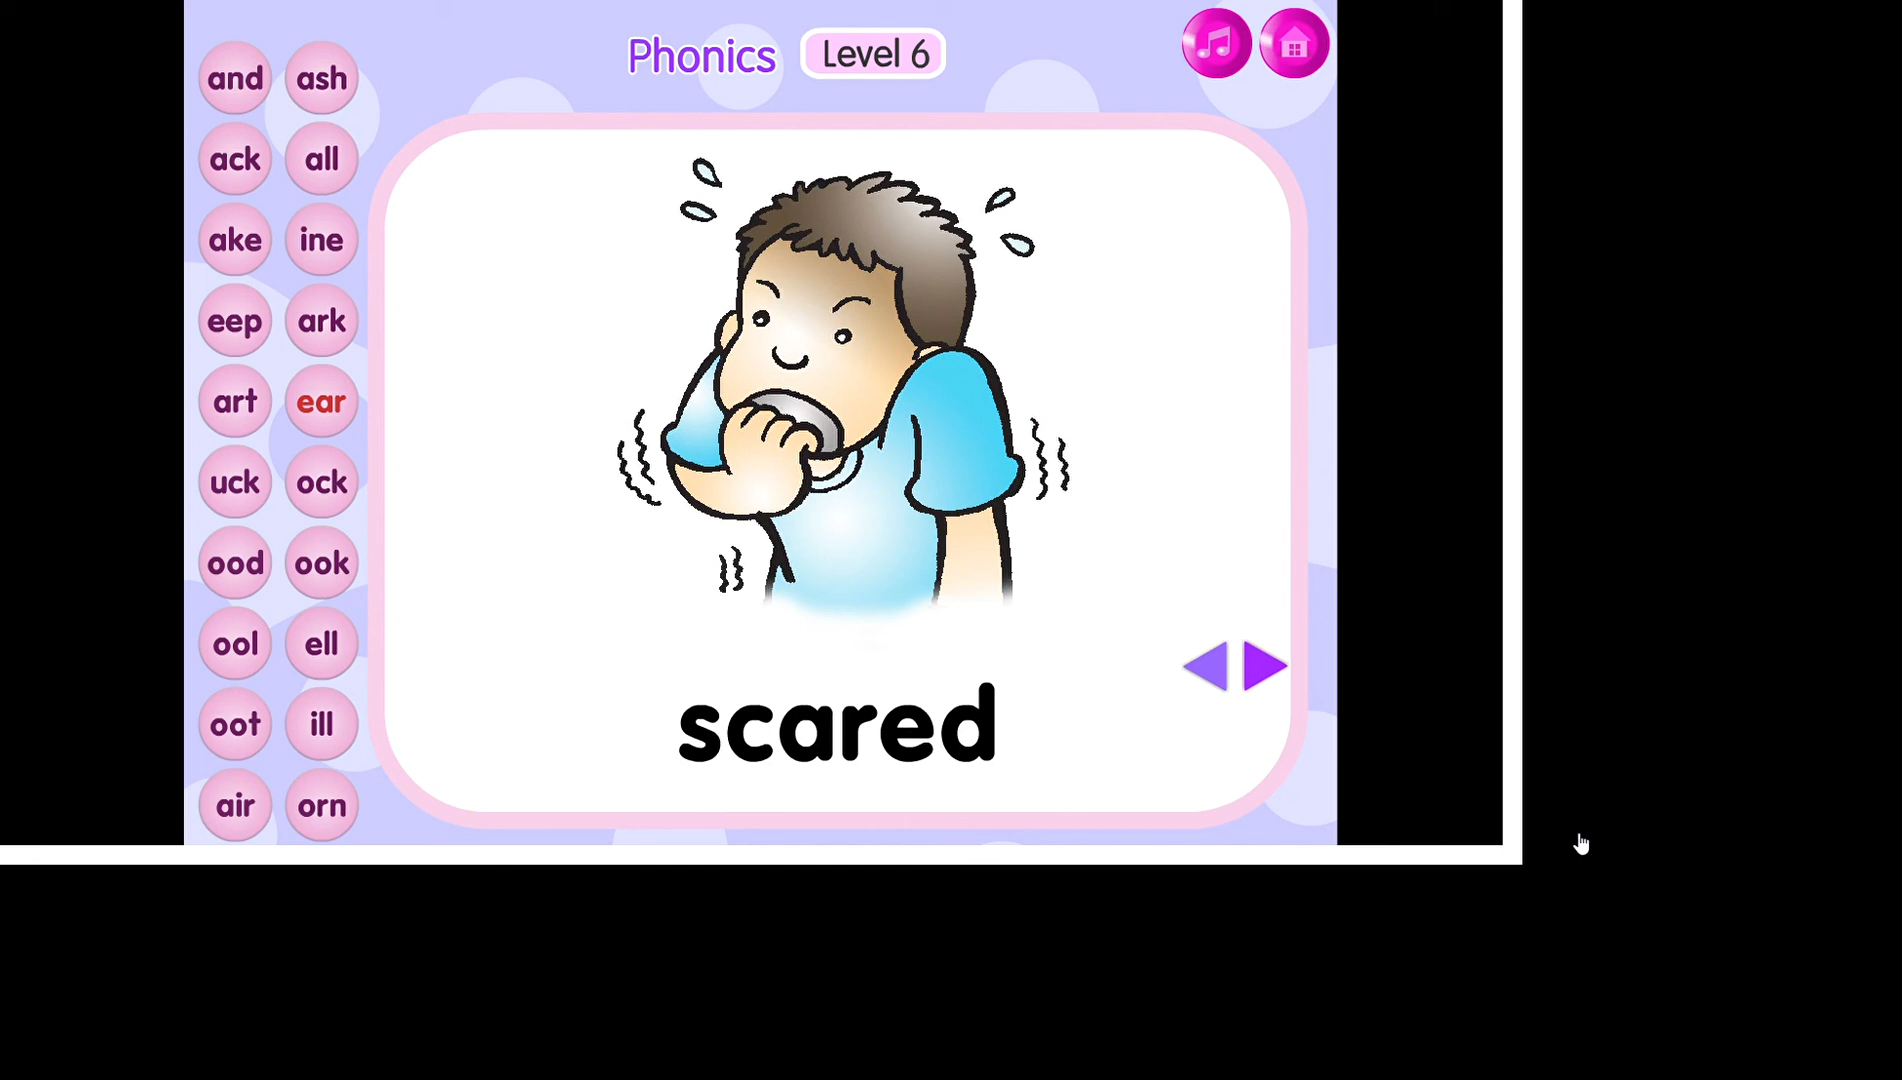 Phonics Level 6
and ash
ack all
ake ine
eep ark
art ear
uck ock
ood ook
ool ell
oot ill
air orn
scared